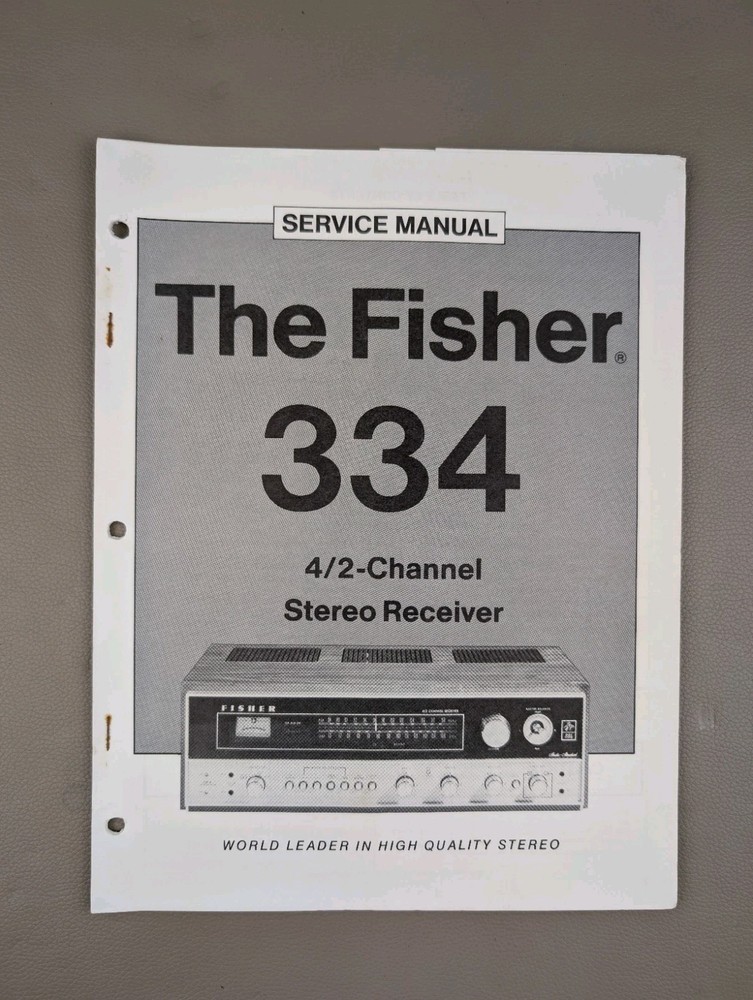 SERVICE MANUAL
The Fisher®
334
4/2-Channel
Stereo Receiver
FISHER
WORLD LEADER IN HIGH QUALITY STEREO